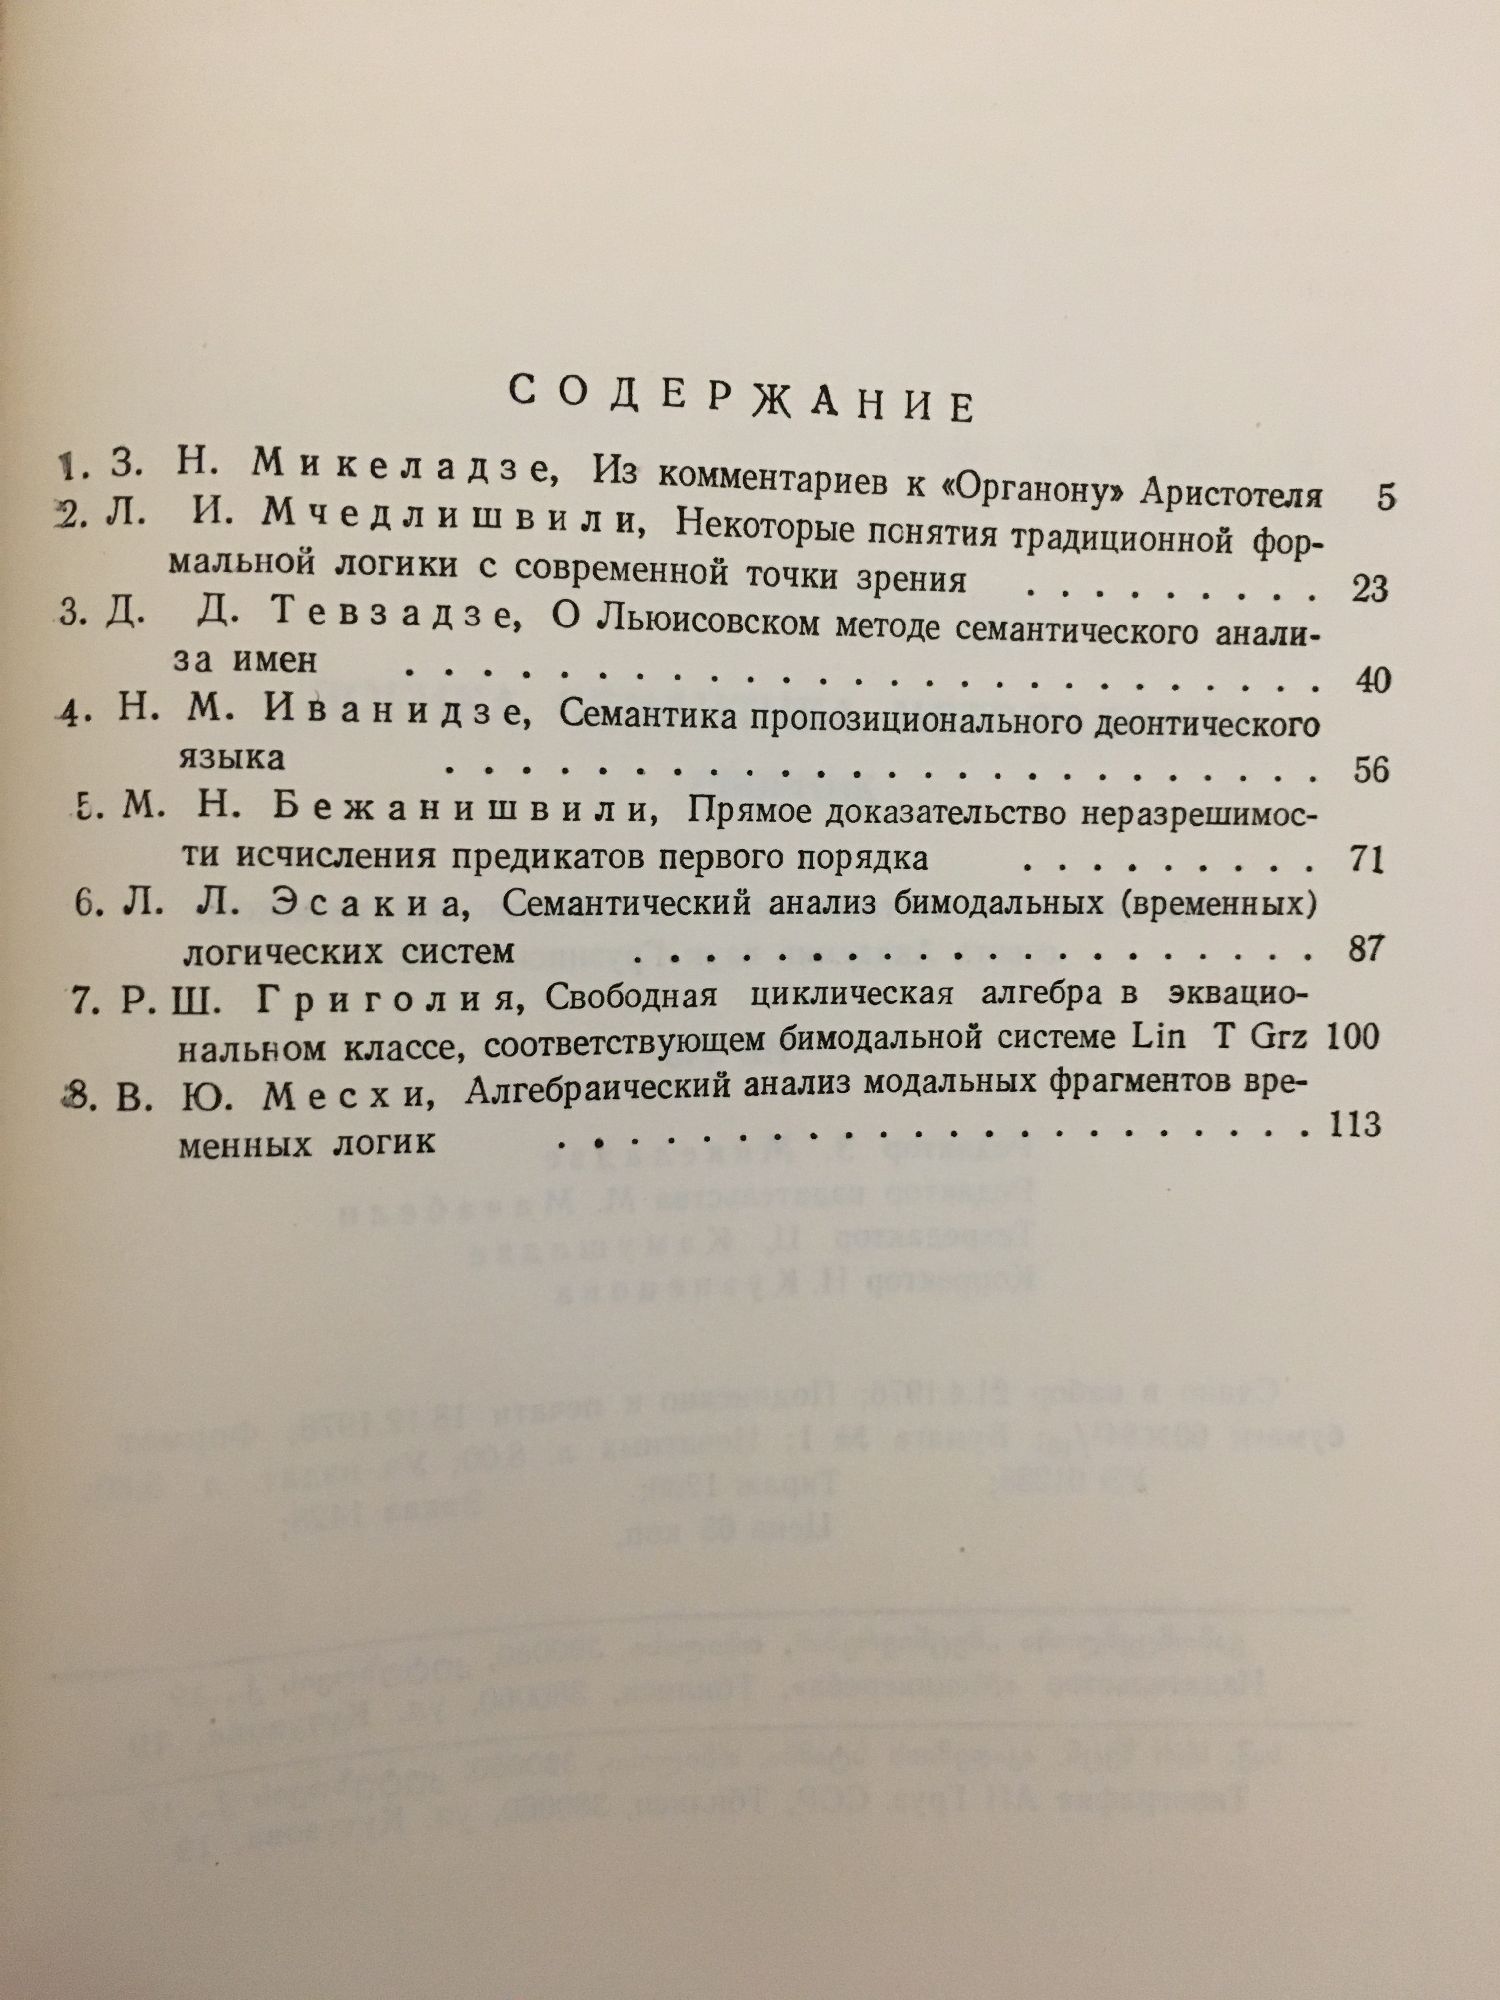 СОДЕРЖАНИЕ
1. З. Н. Микеладзе, Из комментариев к «Органону» Аристотеля 5
2. Л. И. Мчедлишвили, Некоторые понятия традиционной фор-
мальной логики с современной точки зрения . . . . . . . . . 23
3. Д. Д. Тевзадзе, О Льюисовском методе семантического анали-
за имен . . . . . . . . . . . . . . . . . . . . . . . . . 40
4. Н. М. Иванидзе, Семантика пропозиционального деонтического
языка . . . . . . . . . . . . . . . . . . . . . . . . 56
5. М. Н. Бежанишвили, Прямое доказательство неразрешимос-
ти исчисления предикатов первого порядка . . . . . . . . . 71
6. Л. Л. Эсакиа, Семантический анализ бимодальных (временных)
логических систем . . . . . . . . . . . . . . . . . . . 87
7. Р. Ш. Григолия, Свободная циклическая алгебра в эквацио-
нальном классе, соответствующем бимодальной системе Lin T Grz 100
8. В. Ю. Месхи, Алгебраический анализ модальных фрагментов вре-
менных логик . . . . . . . . . . . . . . . . . . . . . 113